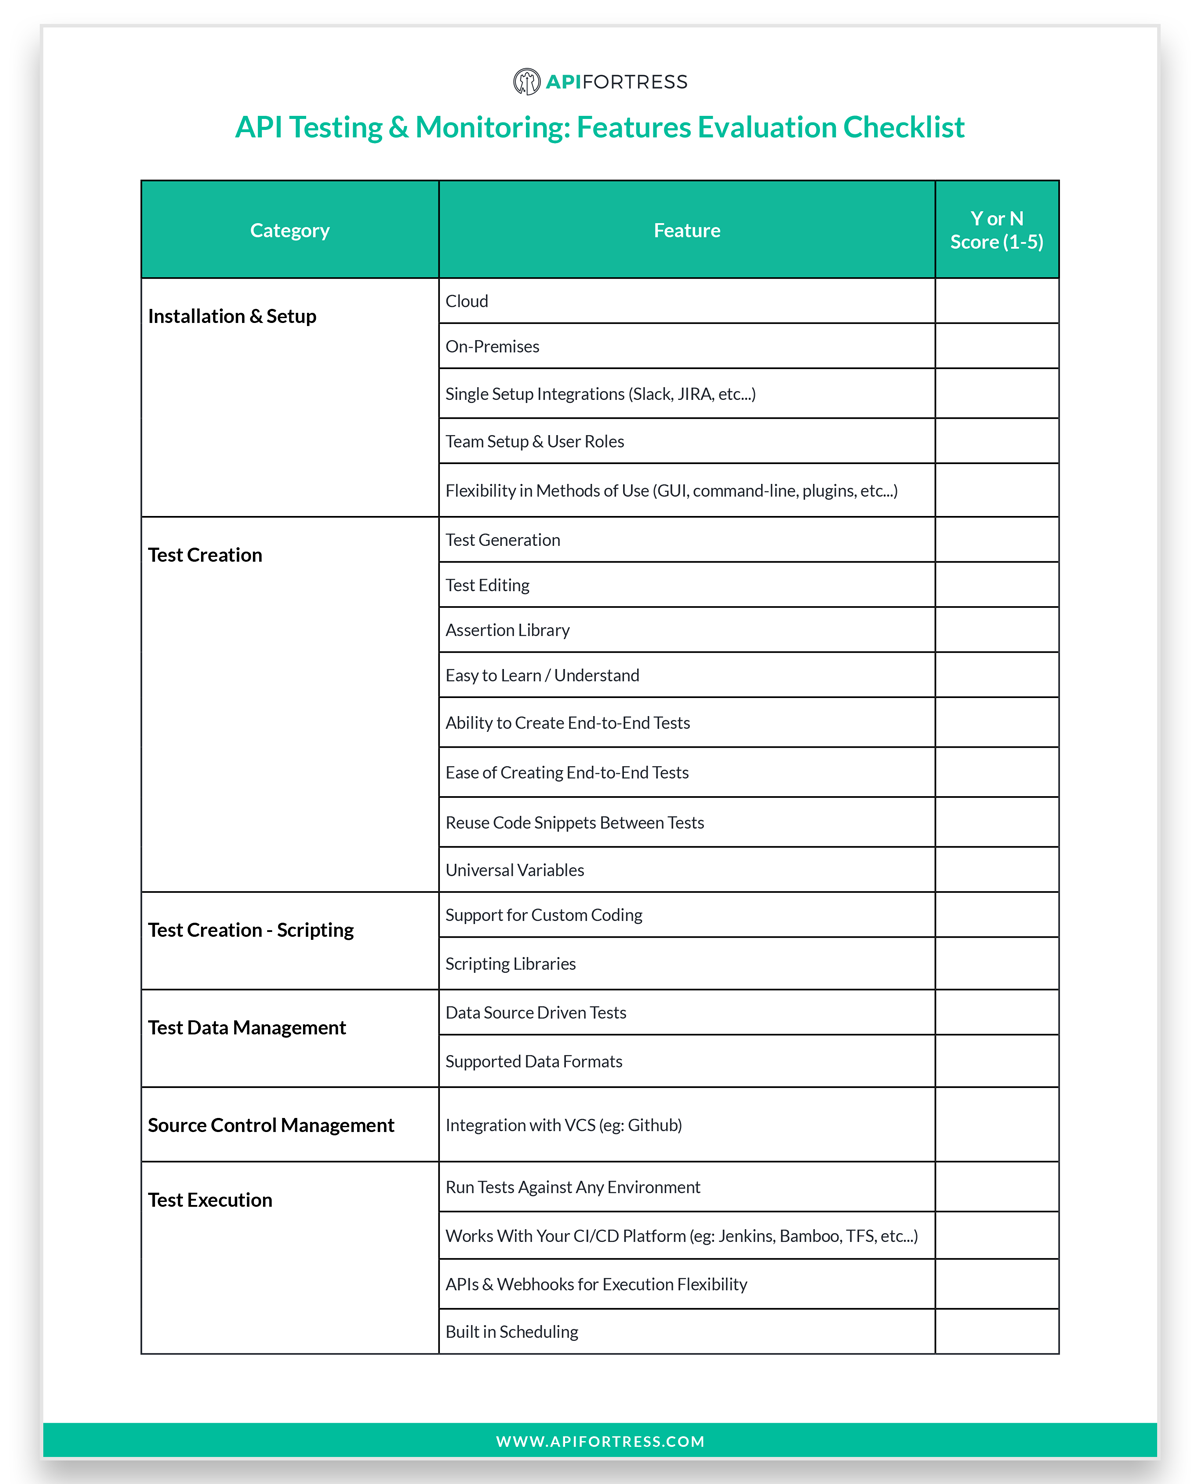 APIFORTRESS
API Testing & Monitoring: Features Evaluation Checklist
Category
Feature
Y or N
Score (1-5)
Installation & Setup
Cloud
On-Premises
Single Setup Integrations (Slack, JIRA, etc...)
Team Setup & User Roles
Flexibility in Methods of Use (GUI, command-line, plugins, etc...)
Test Creation
Test Generation
Test Editing
Assertion Library
Easy to Learn / Understand
Ability to Create End-to-End Tests
Ease of Creating End-to-End Tests
Reuse Code Snippets Between Tests
Universal Variables
Test Creation - Scripting
Support for Custom Coding
Scripting Libraries
Test Data Management
Data Source Driven Tests
Supported Data Formats
Source Control Management
Integration with VCS (eg: Github)
Test Execution
Run Tests Against Any Environment
Works With Your CI/CD Platform (eg: Jenkins, Bamboo, TFS, etc...)
APIs & Webhooks for Execution Flexibility
Built in Scheduling
WWW.APIFORTRESS.COM